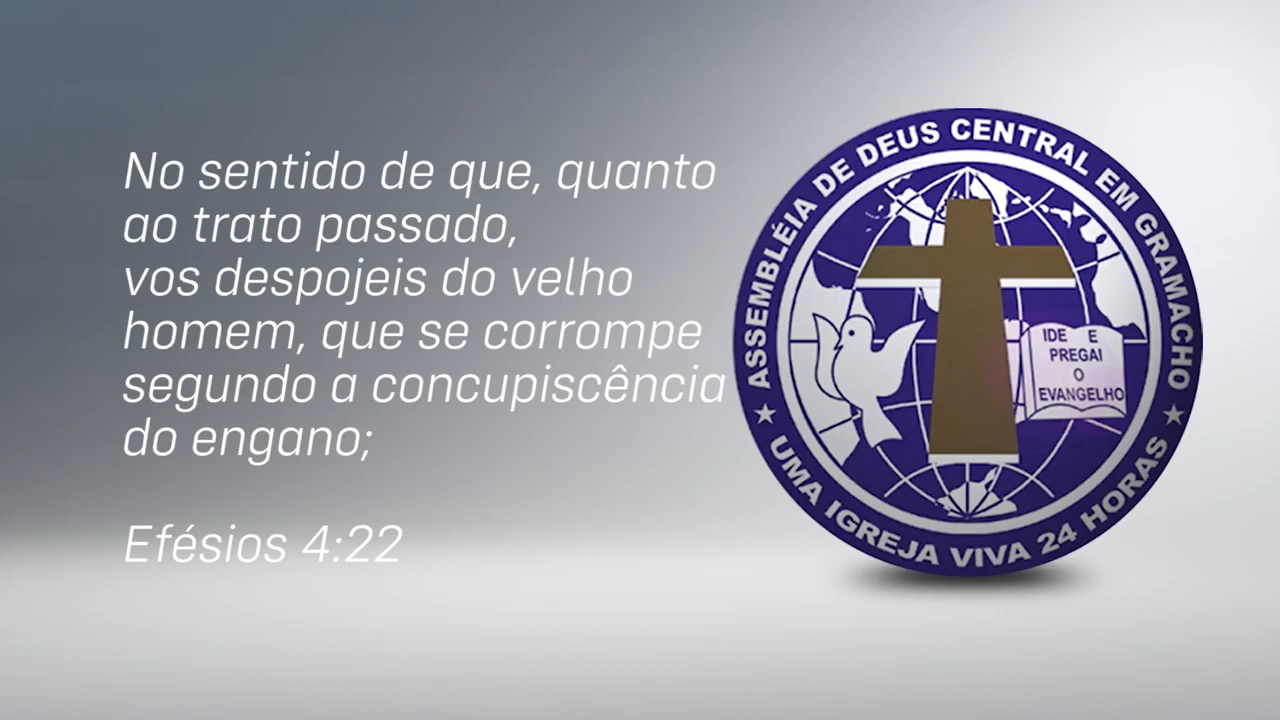 No sentido de que, quanto
ao trato passado,
vos despojeis do velho
homem, que se corrompe
segundo a concupiscência
do engano;
Efésios 4:22
ASSEMBLÉIA DE DEUS CENTRAL EM GRAMACHO
IDE E
PREGAI
O
EVANGELHO
UMA IGREJA VIVA 24 HORAS